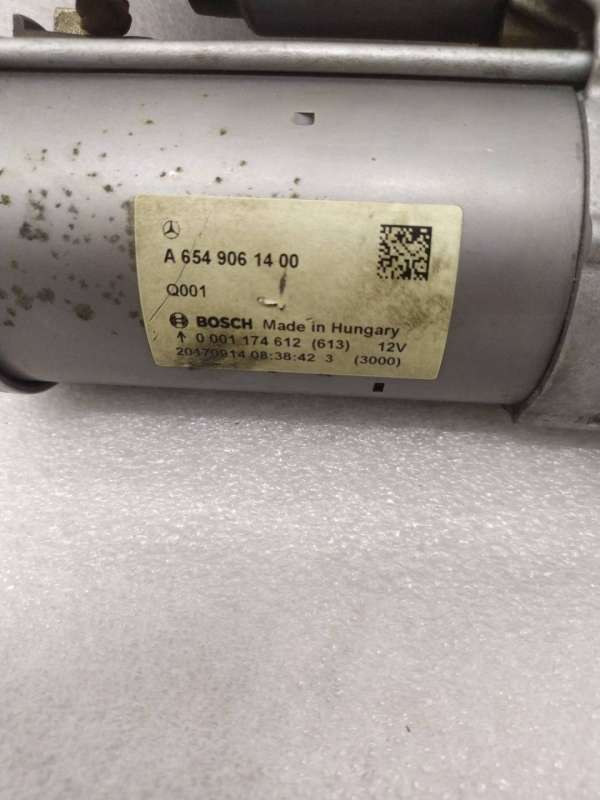 A 654 906 14 00
Q001
BOSCH Made in Hungary
↑ 0 001 174 612 (613) 12V
20170914 08:38:42 3 (3000)